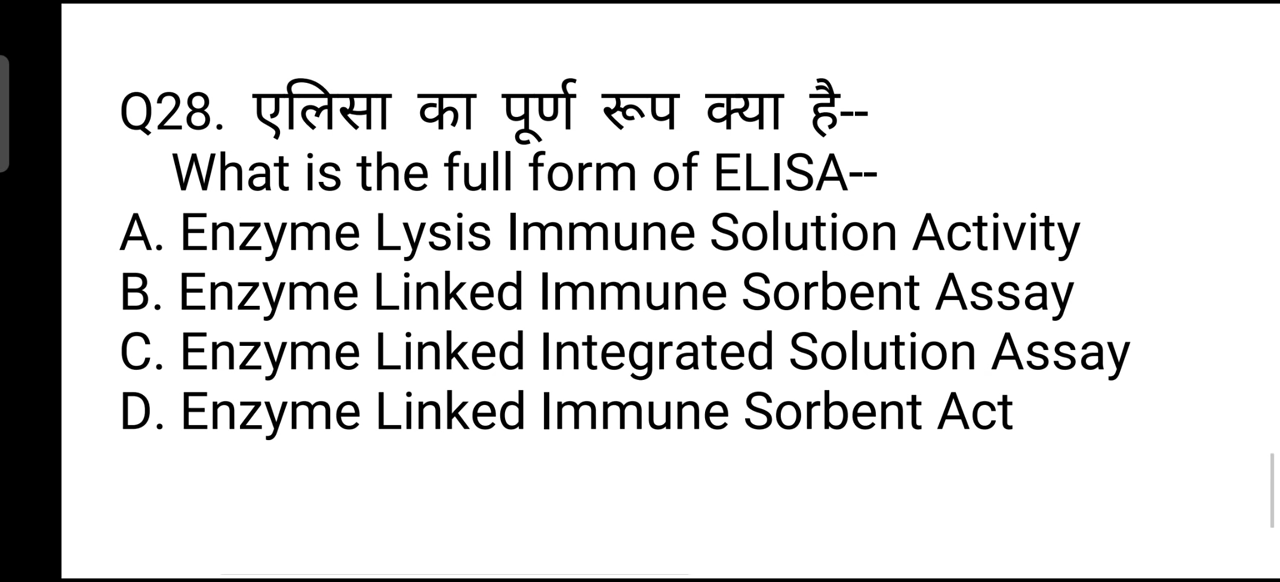 Q28. एलिसा का पूर्ण रूप क्या है--
What is the full form of ELISA--
A. Enzyme Lysis Immune Solution Activity
B. Enzyme Linked Immune Sorbent Assay
C. Enzyme Linked Integrated Solution Assay
D. Enzyme Linked Immune Sorbent Act